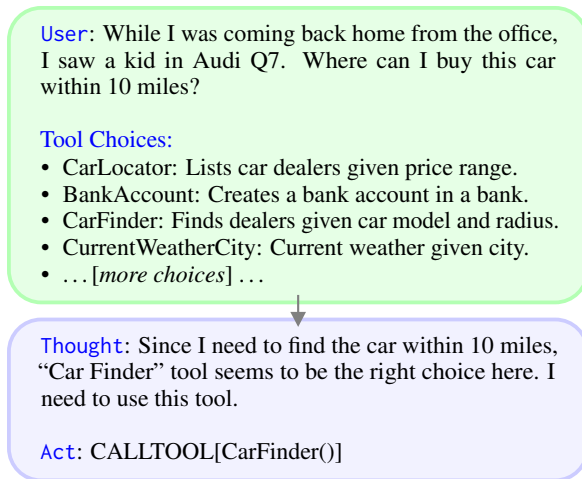 User: While I was coming back home from the office,
I saw a kid in Audi Q7. Where can I buy this car
within 10 miles?
Tool Choices:
• CarLocator: Lists car dealers given price range.
• BankAccount: Creates a bank account in a bank.
• CarFinder: Finds dealers given car model and radius.
• CurrentWeatherCity: Current weather given city.
• . . . [more choices] . . .
Thought: Since I need to find the car within 10 miles,
“Car Finder” tool seems to be the right choice here. I
need to use this tool.
Act: CALLTOOL[CarFinder()]